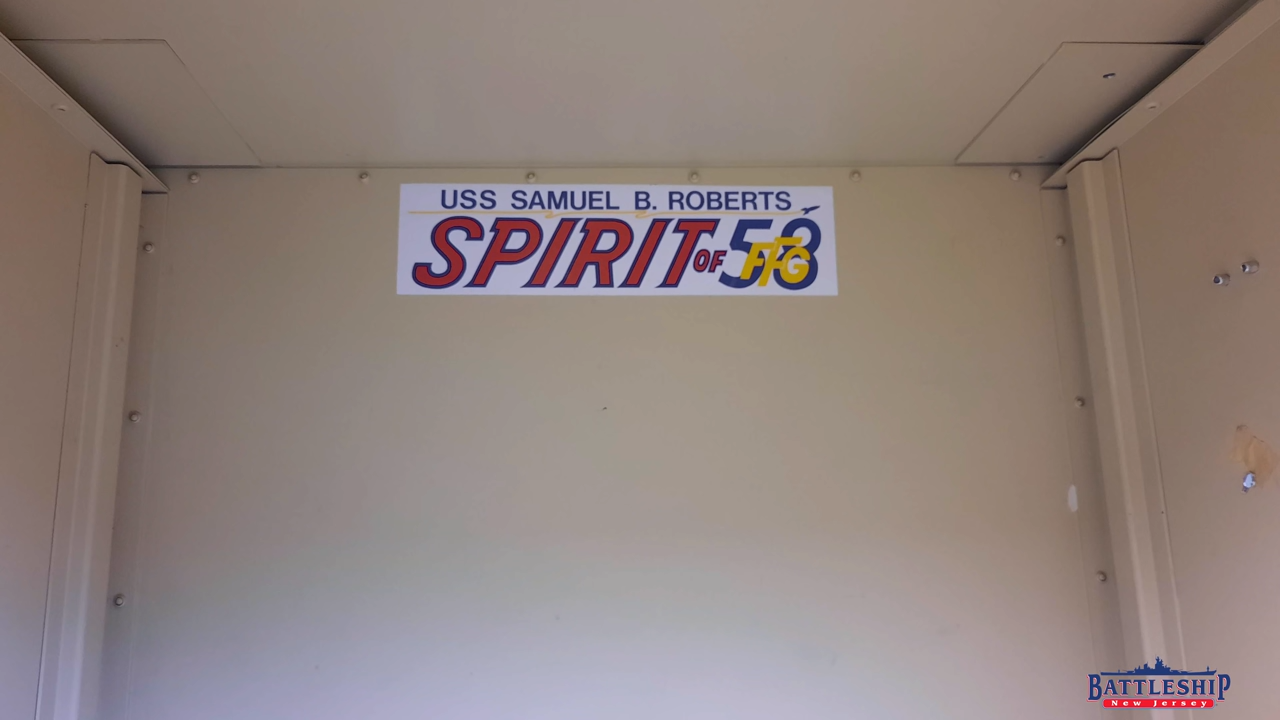 USS SAMUEL B. ROBERTS
SPIRIT OF 58
FFG
BATTLESHIP
New Jersey